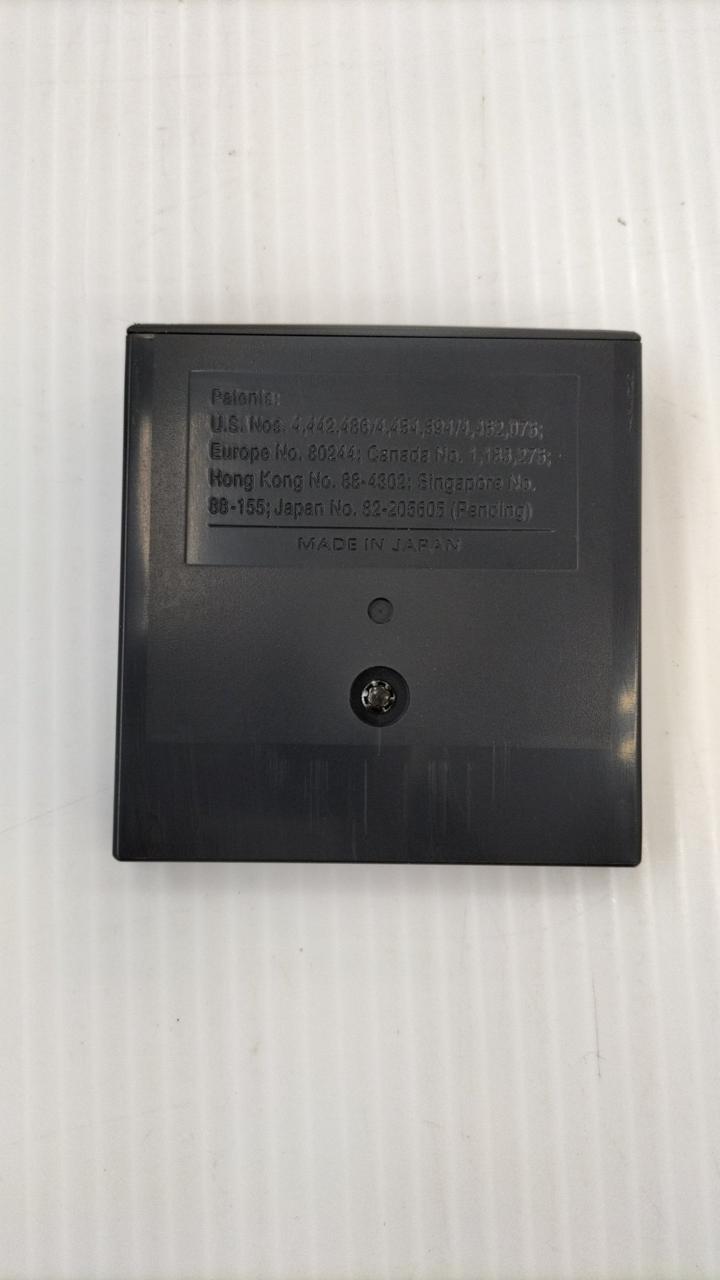 Patents:
U.S. Nos. 4,442,486/4,454,594/4,462,076;
Europe No. 80244; Canada No. 1,183,276;
Hong Kong No. 88-4302; Singapore No.
88-155; Japan No. 82-205605 (Pending)
MADE IN JAPAN